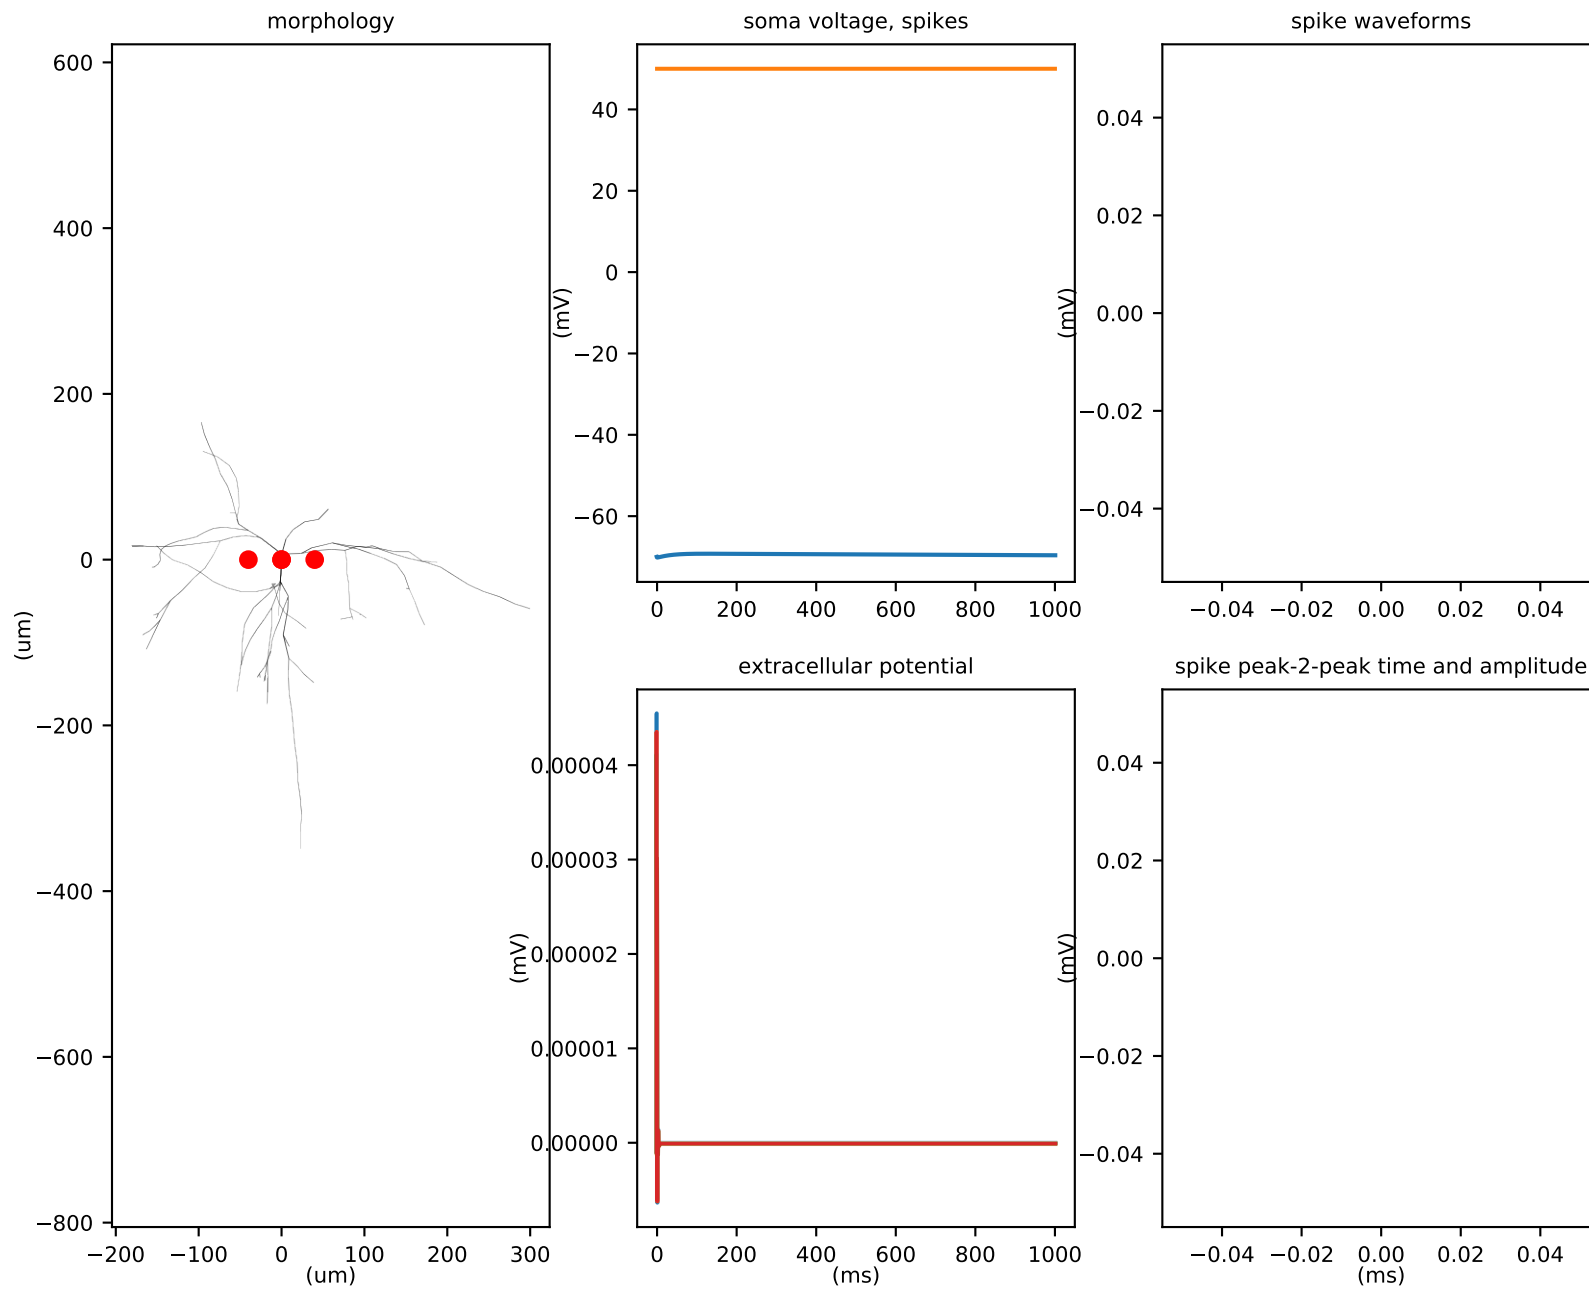 morphology
600
400
200
0
−200
−400
−600
−800
(um)
−200 −100 0 100 200 300
(um)
soma voltage, spikes
40
20
0
−20
−40
−60
(mV)
0 200 400 600 800 1000
spike waveforms
0.04
0.02
0.00
−0.02
−0.04
(mV)
−0.04 −0.02 0.00 0.02 0.04
extracellular potential
0.00004
0.00003
0.00002
0.00001
0.00000
(mV)
0 200 400 600 800 1000
(ms)
spike peak-2-peak time and amplitude
0.04
0.02
0.00
−0.02
−0.04
(mV)
−0.04 −0.02 0.00 0.02 0.04
(ms)